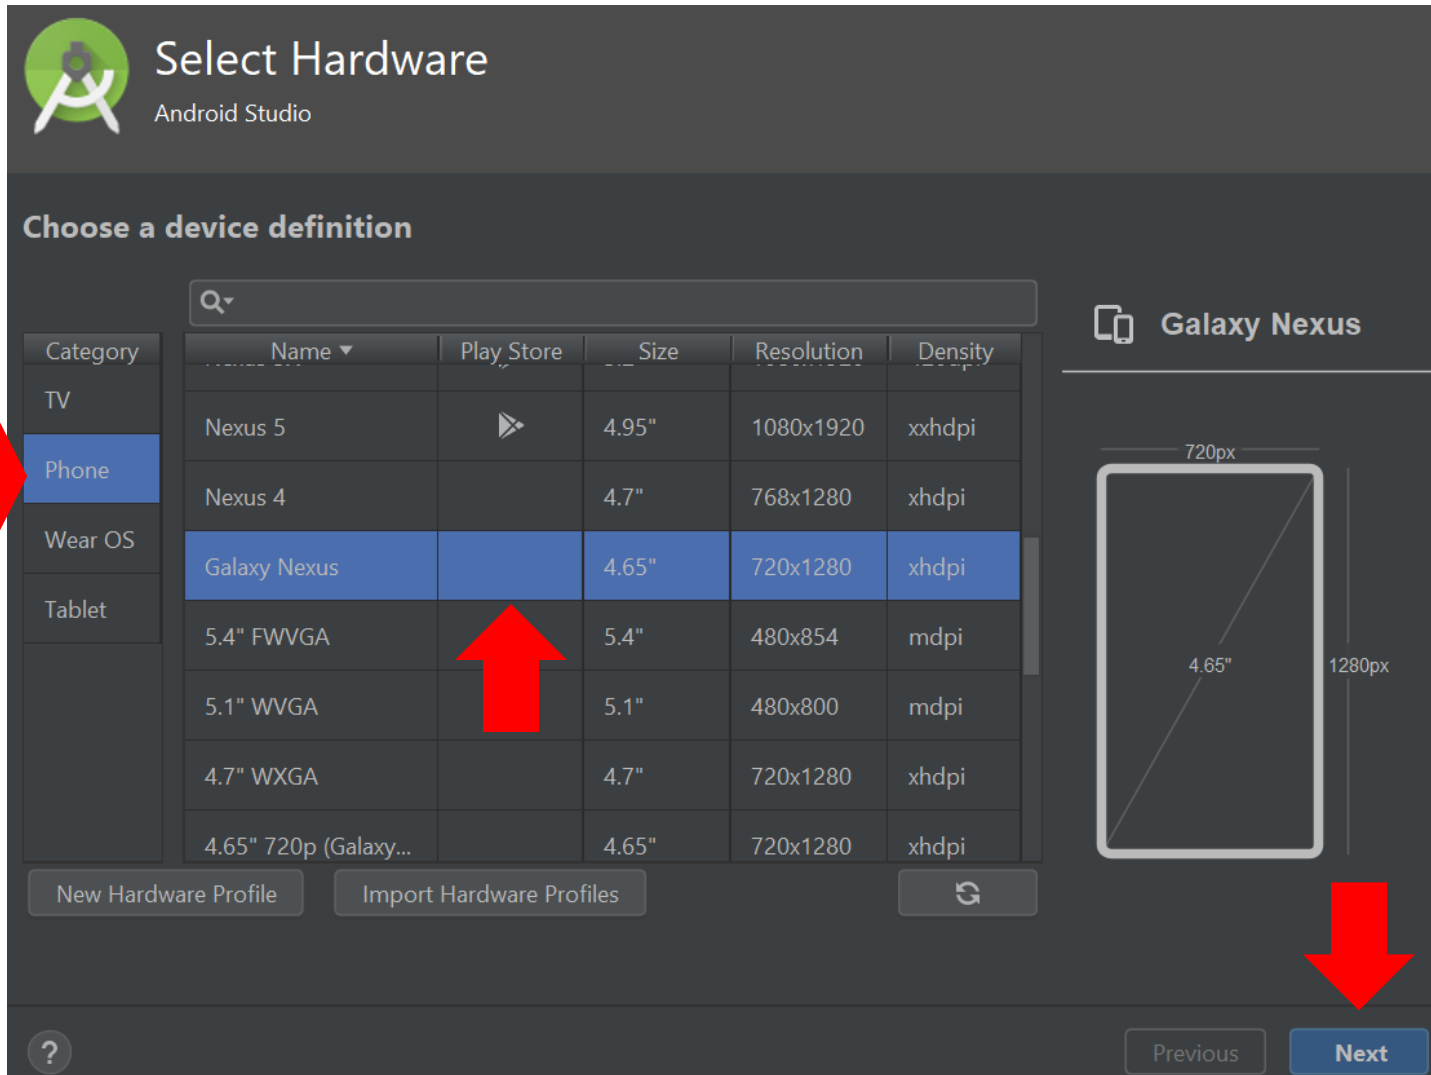 Select Hardware
Android Studio
Choose a device definition
Galaxy Nexus
Category
TV
Phone
Wear OS
Tablet
Name Play Store Size Resolution Density
Nexus 5 4.95" 1080x1920 xxhdpi
Nexus 4 4.7" 768x1280 xhdpi
Galaxy Nexus 4.65" 720x1280 xhdpi
5.4" FWVGA 5.4" 480x854 mdpi
5.1" WVGA 5.1" 480x800 mdpi
4.7" WXGA 4.7" 720x1280 xhdpi
4.65" 720p (Galaxy... 4.65" 720x1280 xhdpi
720px
4.65"
1280px
New Hardware Profile Import Hardware Profiles
? Previous Next